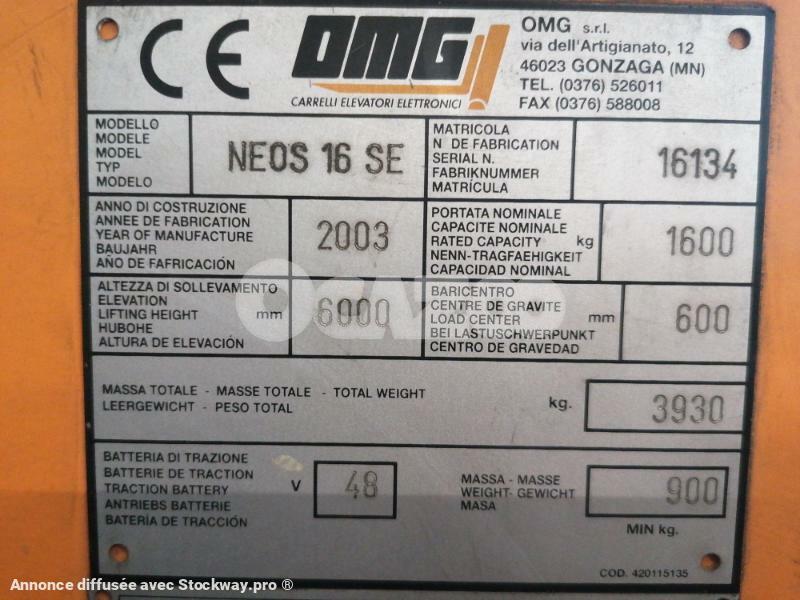 CE
OMG
CARRELLI ELEVATORI ELETTRONICI
OMG s.r.l.
via dell'Artigianato, 12
46023 GONZAGA (MN)
TEL. (0376) 526011
FAX (0376) 588008
MODELLO
MODELE
MODEL
TYP
MODELO
NEOS 16 SE
MATRICOLA
N DE FABRICATION
SERIAL N.
FABRIKNUMMER
MATRÍCULA
16134
ANNO DI COSTRUZIONE
ANNEE DE FABRICATION
YEAR OF MANUFACTURE
BAUJAHR
AÑO DE FAFRICACIÓN
2003
PORTATA NOMINALE
CAPACITE NOMINALE
RATED CAPACITY kg
NENN-TRAGFAEHIGKEIT
CAPACIDAD NOMINAL
1600
ALTEZZA DI SOLLEVAMENTO
ELEVATION
LIFTING HEIGHT mm
HUBOHE
ALTURA DE ELEVACIÓN
6000
BARICENTRO
CENTRE DE GRAVITE
LOAD CENTER mm
BEI LASTUSCHWERPUNKT
CENTRO DE GRAVEDAD
600
MASSA TOTALE - MASSE TOTALE - TOTAL WEIGHT
LEERGEWICHT - PESO TOTAL
kg. 3930
BATTERIA DI TRAZIONE
BATTERIE DE TRACTION
TRACTION BATTERY
ANTRIEBS BATTERIE
BATERÍA DE TRACCIÓN
V 48
MASSA - MASSE
WEIGHT- GEWICHT
MASA
900
MIN kg.
COD. 420115135
Annonce diffusée avec Stockway.pro ®